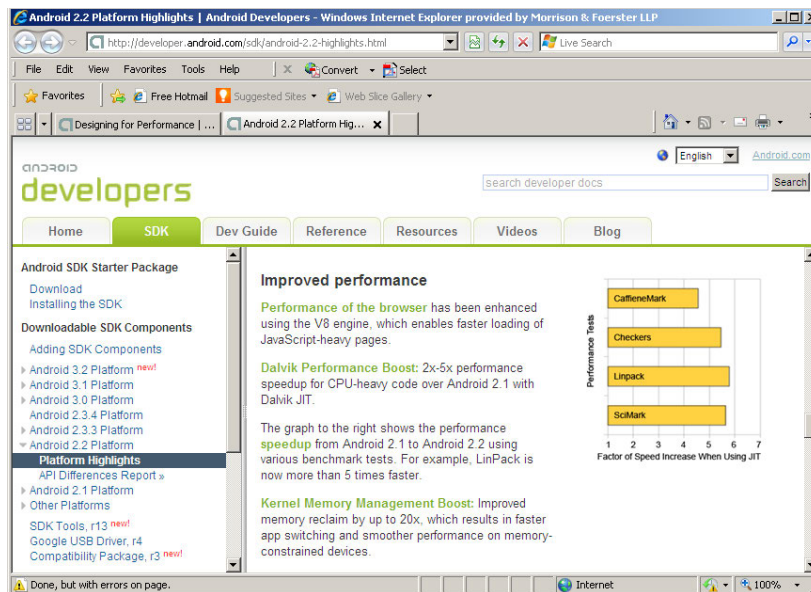 Android 2.2 Platform Highlights | Android Developers - Windows Internet Explorer provided by Morrison & Foerster LLP
http://developer.android.com/sdk/android-2.2-highlights.html
Live Search
File Edit View Favorites Tools Help
Convert
Select
Favorites
Free Hotmail
Suggested Sites
Web Slice Gallery
Designing for Performance | ...
Android 2.2 Platform Hig...
English
Android.com
android
developers
search developer docs
Search
Home
SDK
Dev Guide
Reference
Resources
Videos
Blog
Android SDK Starter Package
Download
Installing the SDK
Downloadable SDK Components
Adding SDK Components
Android 3.2 Platform new!
Android 3.1 Platform
Android 3.0 Platform
Android 2.3.4 Platform
Android 2.3.3 Platform
Android 2.2 Platform
Platform Highlights
API Differences Report »
Android 2.1 Platform
Other Platforms
SDK Tools, r13 new!
Google USB Driver, r4
Compatibility Package, r3 new!
Improved performance
Performance of the browser has been enhanced
using the V8 engine, which enables faster loading of
JavaScript-heavy pages.
Dalvik Performance Boost: 2x-5x performance
speedup for CPU-heavy code over Android 2.1 with
Dalvik JIT.
The graph to the right shows the performance
speedup from Android 2.1 to Android 2.2 using
various benchmark tests. For example, LinPack is
now more than 5 times faster.
Kernel Memory Management Boost: Improved
memory reclaim by up to 20x, which results in faster
app switching and smoother performance on memory-
constrained devices.
Performance Tests
CaffieneMark
Checkers
Linpack
SciMark
1 2 3 4 5 6 7
Factor of Speed Increase When Using JIT
Done, but with errors on page.
Internet
100%